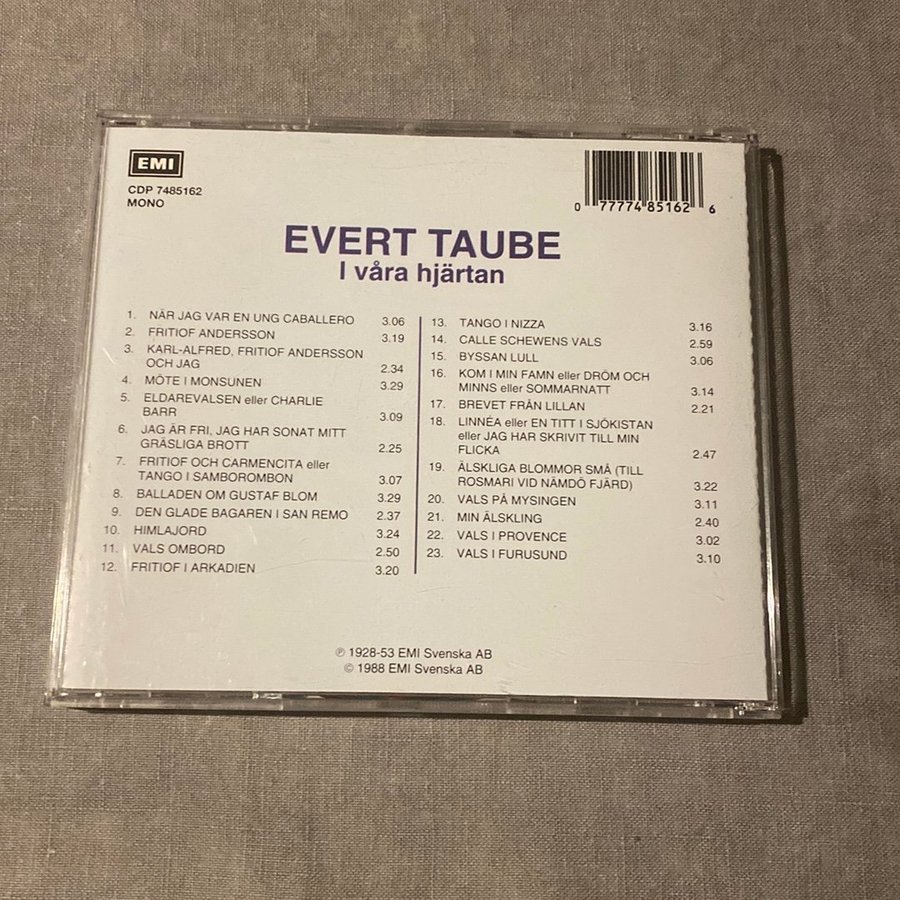 EMI
CDP 7485162
MONO
0 77774 85162 6
EVERT TAUBE
I våra hjärtan
1. NÄR JAG VAR EN UNG CABALLERO 3.06
2. FRITIOF ANDERSSON 3.19
3. KARL-ALFRED, FRITIOF ANDERSSON
OCH JAG 2.34
4. MÖTE I MONSUNEN 3.29
5. ELDAREVALSEN eller CHARLIE
BARR 3.09
6. JAG ÄR FRI, JAG HAR SONAT MITT
GRÄSLIGA BROTT 2.25
7. FRITIOF OCH CARMENCITA eller
TANGO I SAMBOROMBON 3.07
8. BALLADEN OM GUSTAF BLOM 3.29
9. DEN GLADE BAGAREN I SAN REMO 2.37
10. HIMLAJORD 3.24
11. VALS OMBORD 2.50
12. FRITIOF I ARKADIEN 3.20
13. TANGO I NIZZA 3.16
14. CALLE SCHEWENS VALS 2.59
15. BYSSAN LULL 3.06
16. KOM I MIN FAMN eller DRÖM OCH
MINNS eller SOMMARNATT 3.14
17. BREVET FRÅN LILLAN 2.21
18. LINNÉA eller EN TITT I SJÖKISTAN
eller JAG HAR SKRIVIT TILL MIN
FLICKA 2.47
19. ÄLSKLIGA BLOMMOR SMÅ (TILL
ROSMARI VID NÄMDÖ FJÄRD) 3.22
20. VALS PÅ MYSINGEN 3.11
21. MIN ÄLSKLING 2.40
22. VALS I PROVENCE 3.02
23. VALS I FURUSUND 3.10
℗ 1928-53 EMI Svenska AB
© 1988 EMI Svenska AB